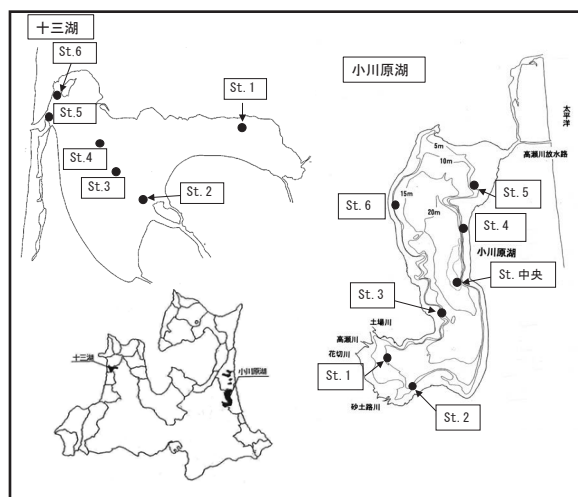 十三湖
St.6
St.1
St.5
St.4
St.3
St.2
小川原湖
太平洋
5m
高瀬川放水路
10m
15m
St.5
St.6
20m
St.4
小川原湖
St.中央
St.3
土場川
高瀬川
花切川
St.1
St.2
砂土路川
十三湖
小川原湖